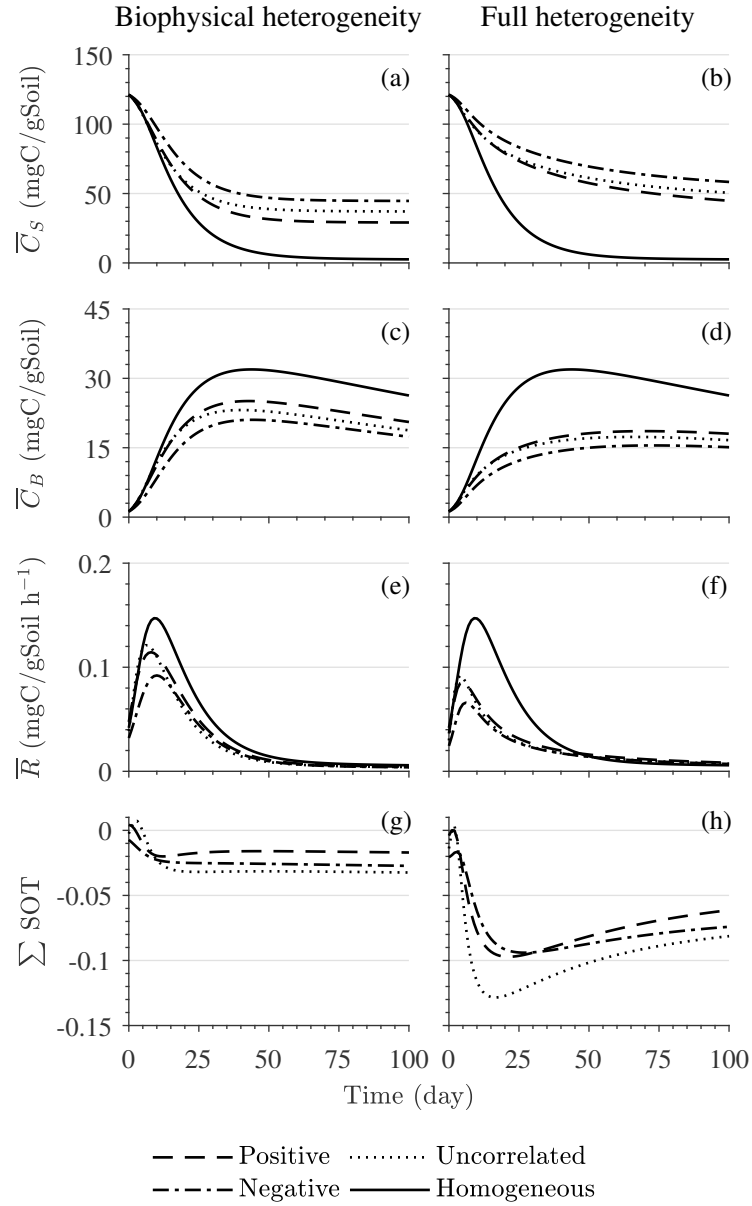 Biophysical heterogeneity Full heterogeneity
150 (a) (b)
100
50
0
C̅_S (mgC/gSoil)
45 (c) (d)
30
15
0
C̅_B (mgC/gSoil)
0.2 (e) (f)
0.1
0
R̅ (mgC/gSoil h⁻¹)
0 (g) (h)
-0.05
-0.1
-0.15
∑ SOT
0 25 50 75 100 0 25 50 75 100
Time (day)
Positive Uncorrelated
Negative Homogeneous